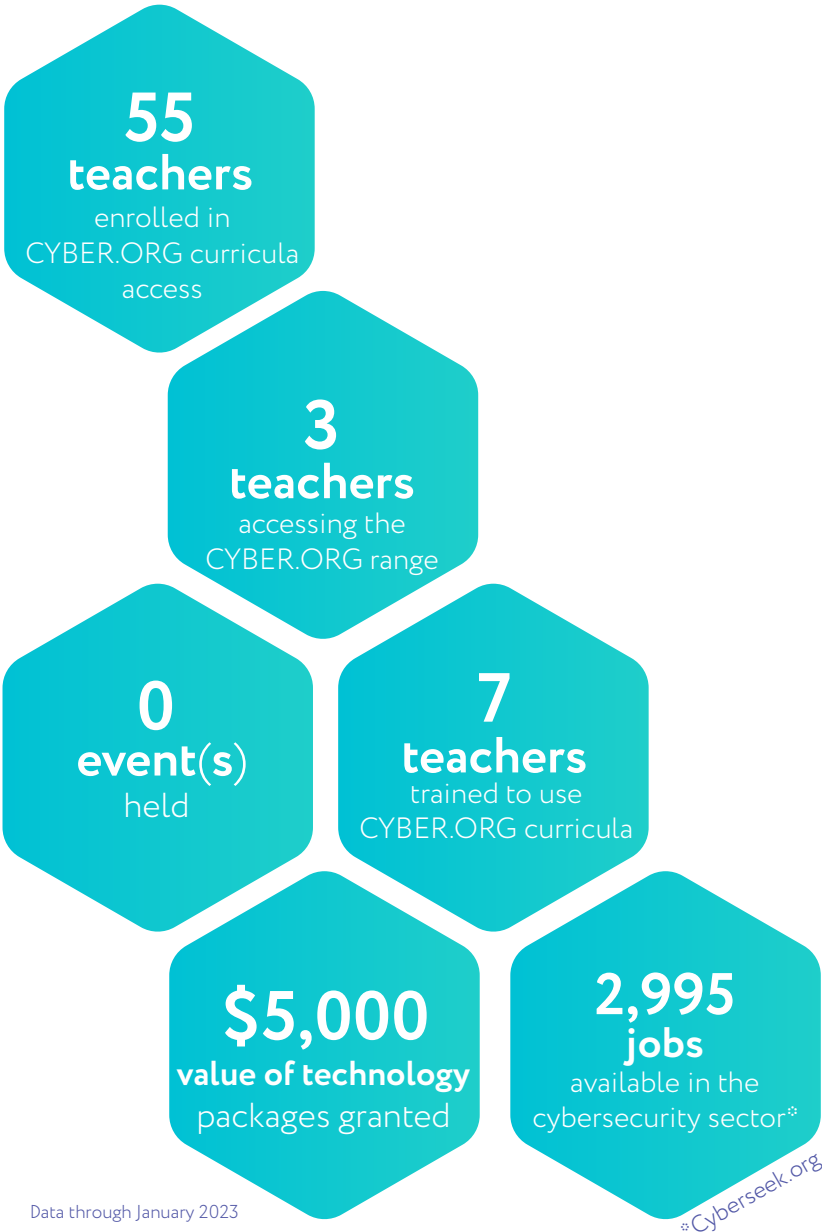 55
teachers
enrolled in
CYBER.ORG curricula
access
3
teachers
accessing the
CYBER.ORG range
0
event(s)
held
7
teachers
trained to use
CYBER.ORG curricula
$5,000
value of technology
packages granted
2,995
jobs
available in the
cybersecurity sector*
Data through January 2023
*Cyberseek.org